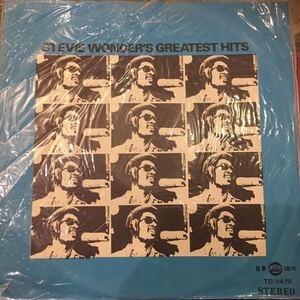 STEVIE WONDER'S GREATEST HITS
TD-1479
STEREO